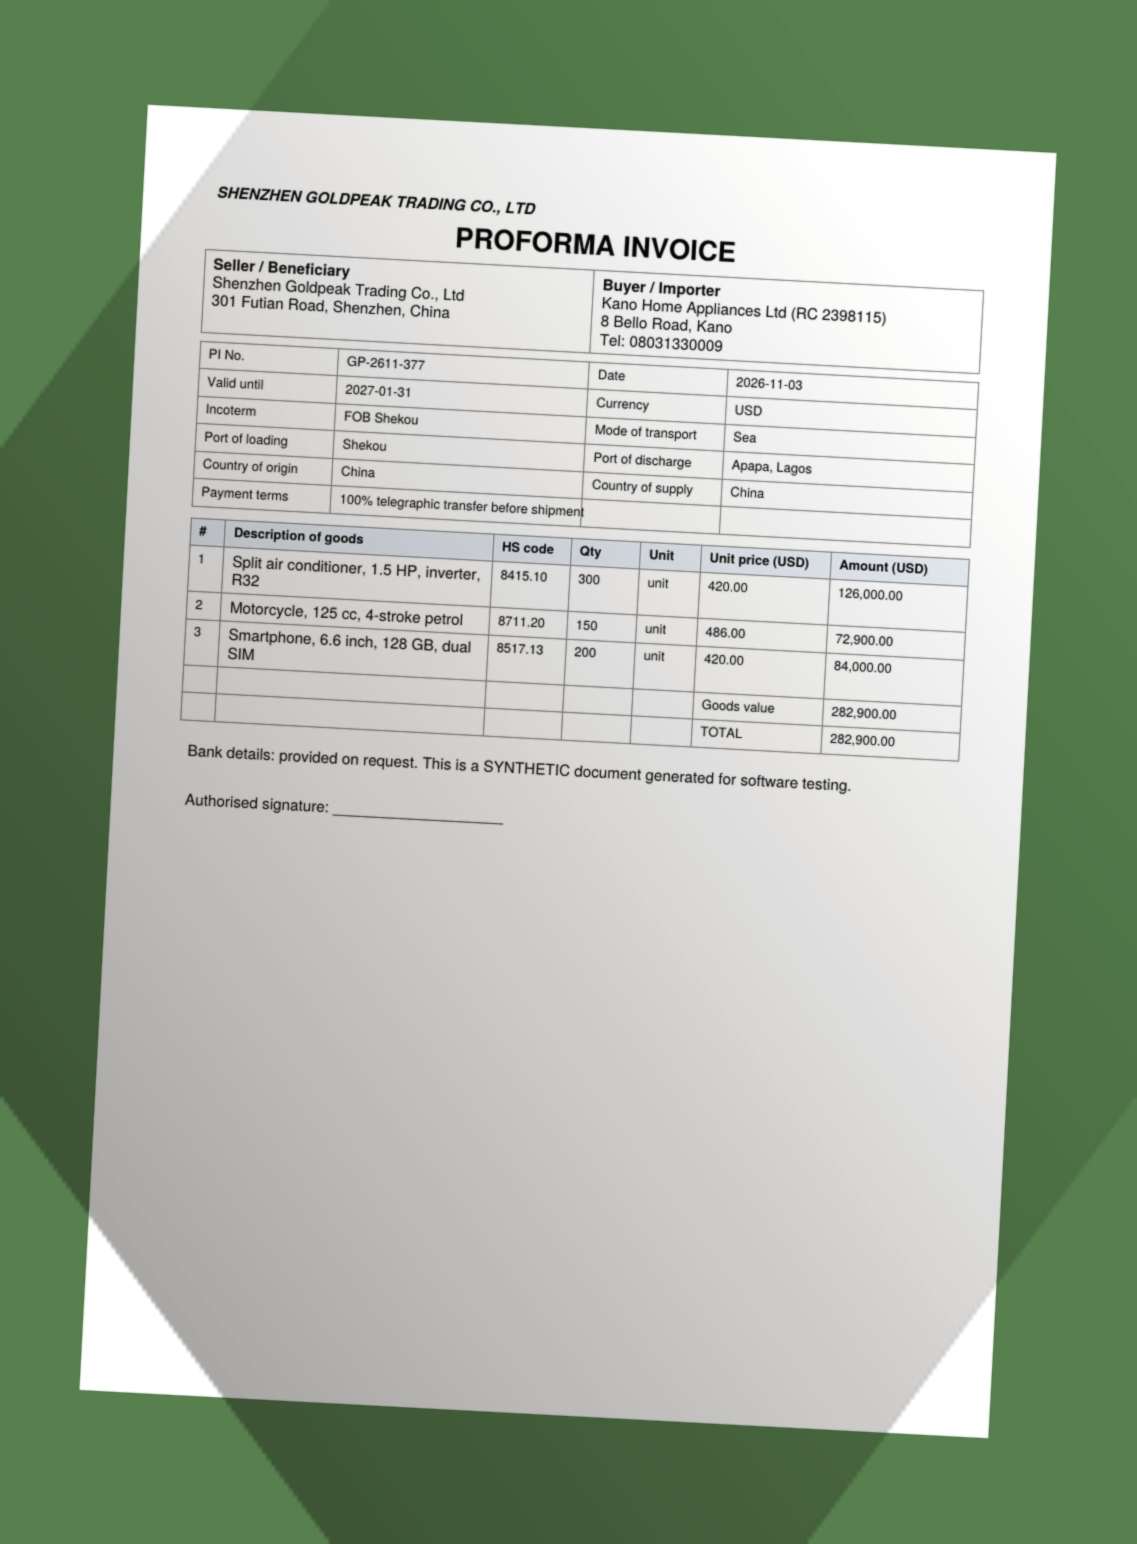 SHENZHEN GOLDPEAK TRADING CO., LTD
PROFORMA INVOICE
Seller / Beneficiary
Shenzhen Goldpeak Trading Co., Ltd
301 Futian Road, Shenzhen, China
Buyer / Importer
Kano Home Appliances Ltd (RC 2398115)
8 Bello Road, Kano
Tel: 08031330009
PI No. GP-2611-377 Date 2026-11-03
Valid until 2027-01-31 Currency USD
Incoterm FOB Shekou Mode of transport Sea
Port of loading Shekou Port of discharge Apapa, Lagos
Country of origin China Country of supply China
Payment terms 100% telegraphic transfer before shipment
# Description of goods HS code Qty Unit Unit price (USD) Amount (USD)
1 Split air conditioner, 1.5 HP, inverter, 8415.10 300 unit 420.00 126,000.00
R32
2 Motorcycle, 125 cc, 4-stroke petrol 8711.20 150 unit 486.00 72,900.00
3 Smartphone, 6.6 inch, 128 GB, dual 8517.13 200 unit 420.00 84,000.00
SIM
Goods value 282,900.00
TOTAL 282,900.00
Bank details: provided on request. This is a SYNTHETIC document generated for software testing.
Authorised signature: ____________________